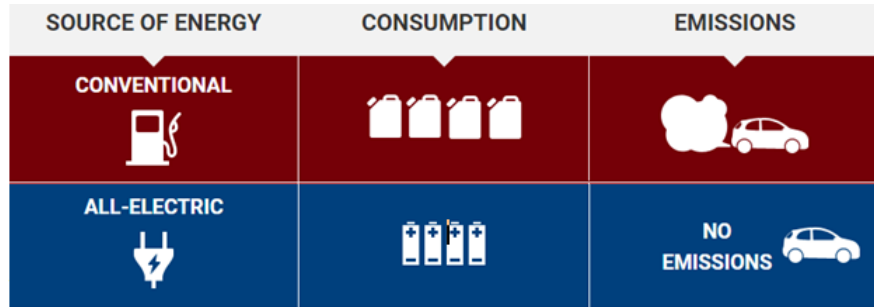 SOURCE OF ENERGY
CONSUMPTION
EMISSIONS
CONVENTIONAL
ALL-ELECTRIC
NO
EMISSIONS